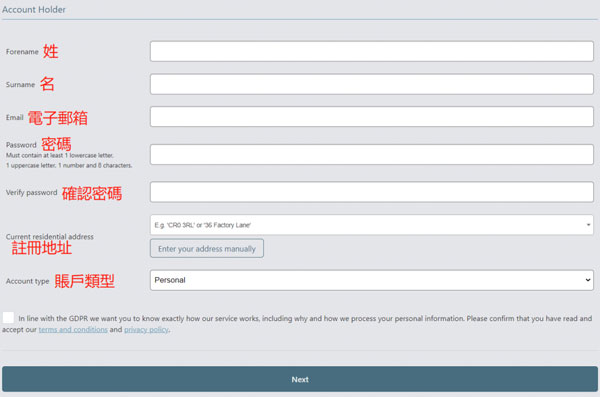 Account Holder
Forename 姓
Surname 名
Email 電子郵箱
Password 密碼
Must contain at least 1 lowercase letter,
1 uppercase letter, 1 number and 8 characters.
Verify password 確認密碼
Current residential address
E.g. 'CR0 3RL' or '36 Factory Lane'
註冊地址
Enter your address manually
Account type 賬戶類型
Personal
In line with the GDPR we want you to know exactly how our service works, including why and how we process your personal information. Please confirm that you have read and
accept our terms and conditions and privacy policy.
Next